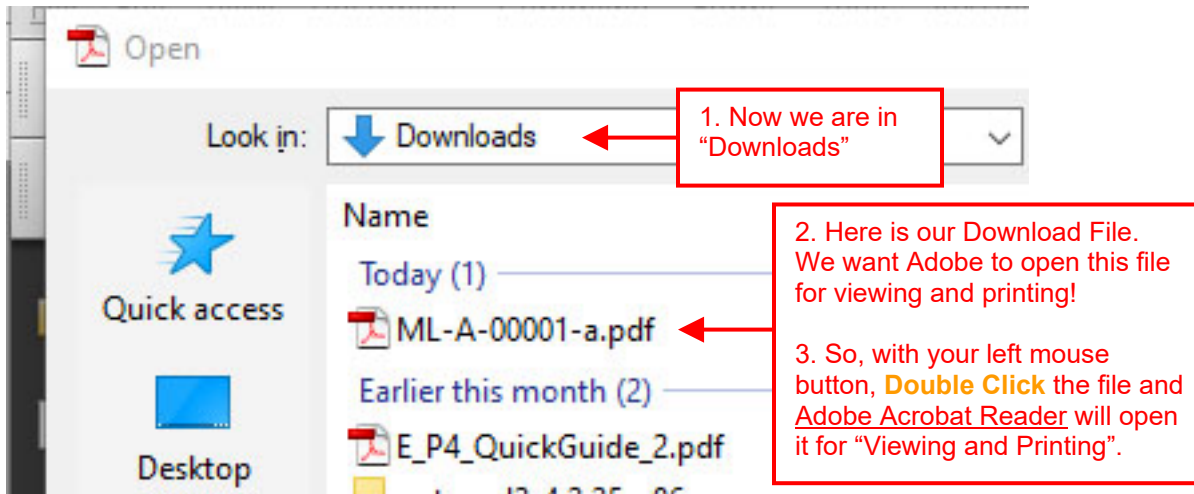 Open
Look in:
Downloads
1. Now we are in
“Downloads”
Name
Today (1)
ML-A-00001-a.pdf
Earlier this month (2)
E_P4_QuickGuide_2.pdf
Quick access
Desktop
2. Here is our Download File.
We want Adobe to open this file
for viewing and printing!
3. So, with your left mouse
button, Double Click the file and
Adobe Acrobat Reader will open
it for “Viewing and Printing”.